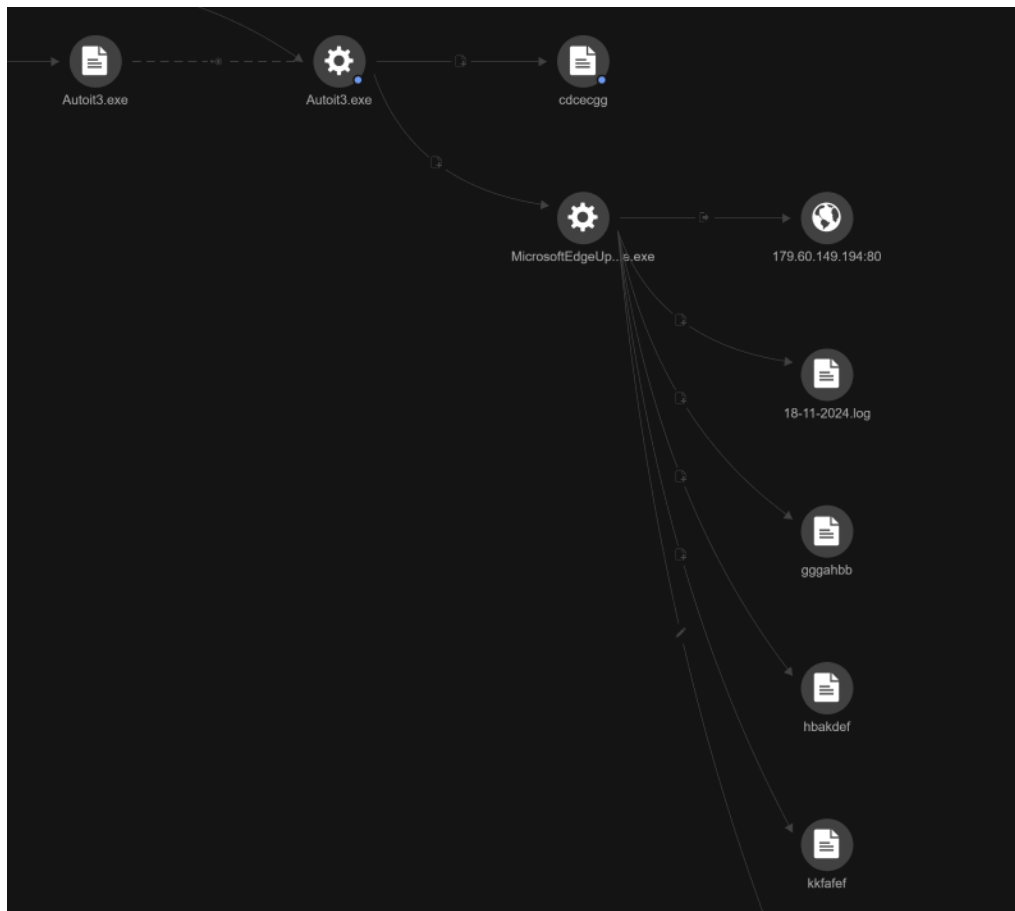 Autoit3.exe
Autoit3.exe
cdcecgg
MicrosoftEdgeUp...e.exe
179.60.149.194:80
18-11-2024.log
gggahbb
hbakdef
kkfafef